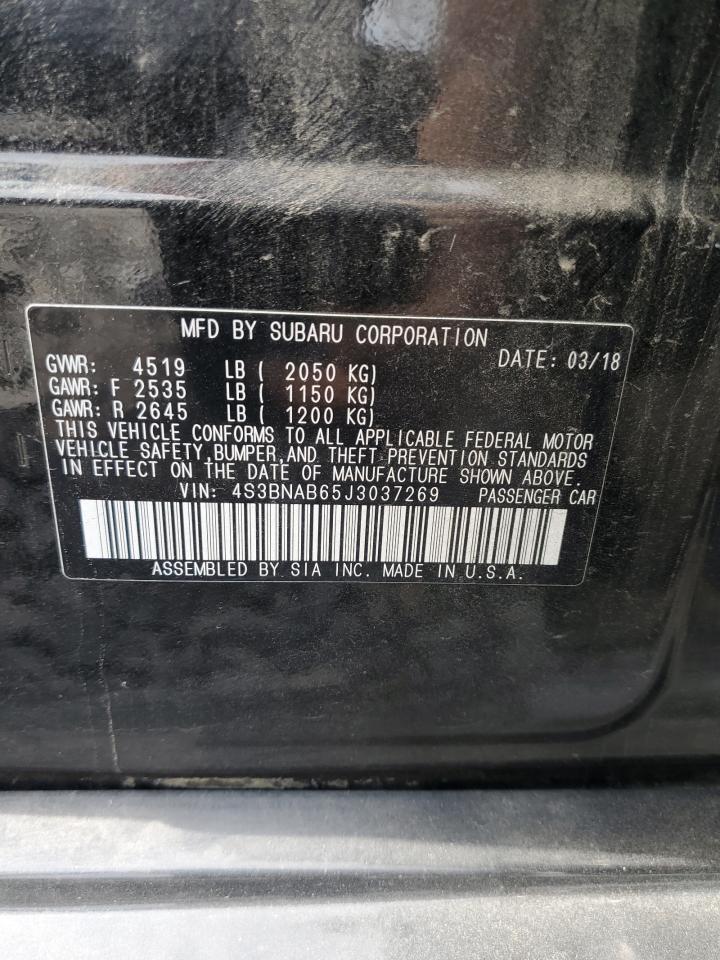 MFD BY SUBARU CORPORATION
DATE: 03/18
GVWR: 4519 LB ( 2050 KG)
GAWR: F 2535 LB ( 1150 KG)
GAWR: R 2645 LB ( 1200 KG)
THIS VEHICLE CONFORMS TO ALL APPLICABLE FEDERAL MOTOR
VEHICLE SAFETY,BUMPER,AND THEFT PREVENTION STANDARDS
IN EFFECT ON THE DATE OF MANUFACTURE SHOWN ABOVE.
VIN: 4S3BNAB65J3037269 PASSENGER CAR
ASSEMBLED BY SIA INC. MADE IN U.S.A.